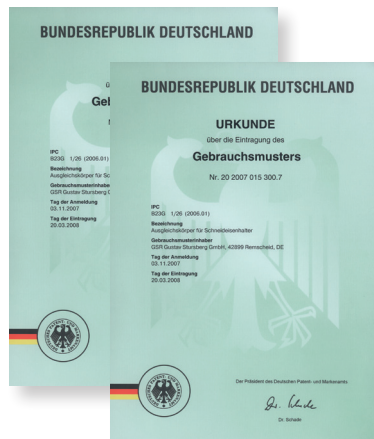 BUNDESREPUBLIK DEUTSCHLAND
IPC
B23G 1/26 (2006.01)
Bezeichnung
Ausgleichskörper für
Gebrauchsmusterinhaber
GSR Gustav Stursberg
Tag der Anmeldung
03.11.2007
Tag der Eintragung
20.03.2008
BUNDESREPUBLIK DEUTSCHLAND
URKUNDE
über die Eintragung des
Gebrauchsmusters
Nr. 20 2007 015 300.7
IPC
B23G 1/26 (2006.01)
Bezeichnung
Ausgleichskörper für Schneideisenhalter
Gebrauchsmusterinhaber
GSR Gustav Stursberg GmbH, 42899 Remscheid, DE
Tag der Anmeldung
03.11.2007
Tag der Eintragung
20.03.2008
Der Präsident des Deutschen Patent- und Markenamts
Dr. Schade
Dr. Schade